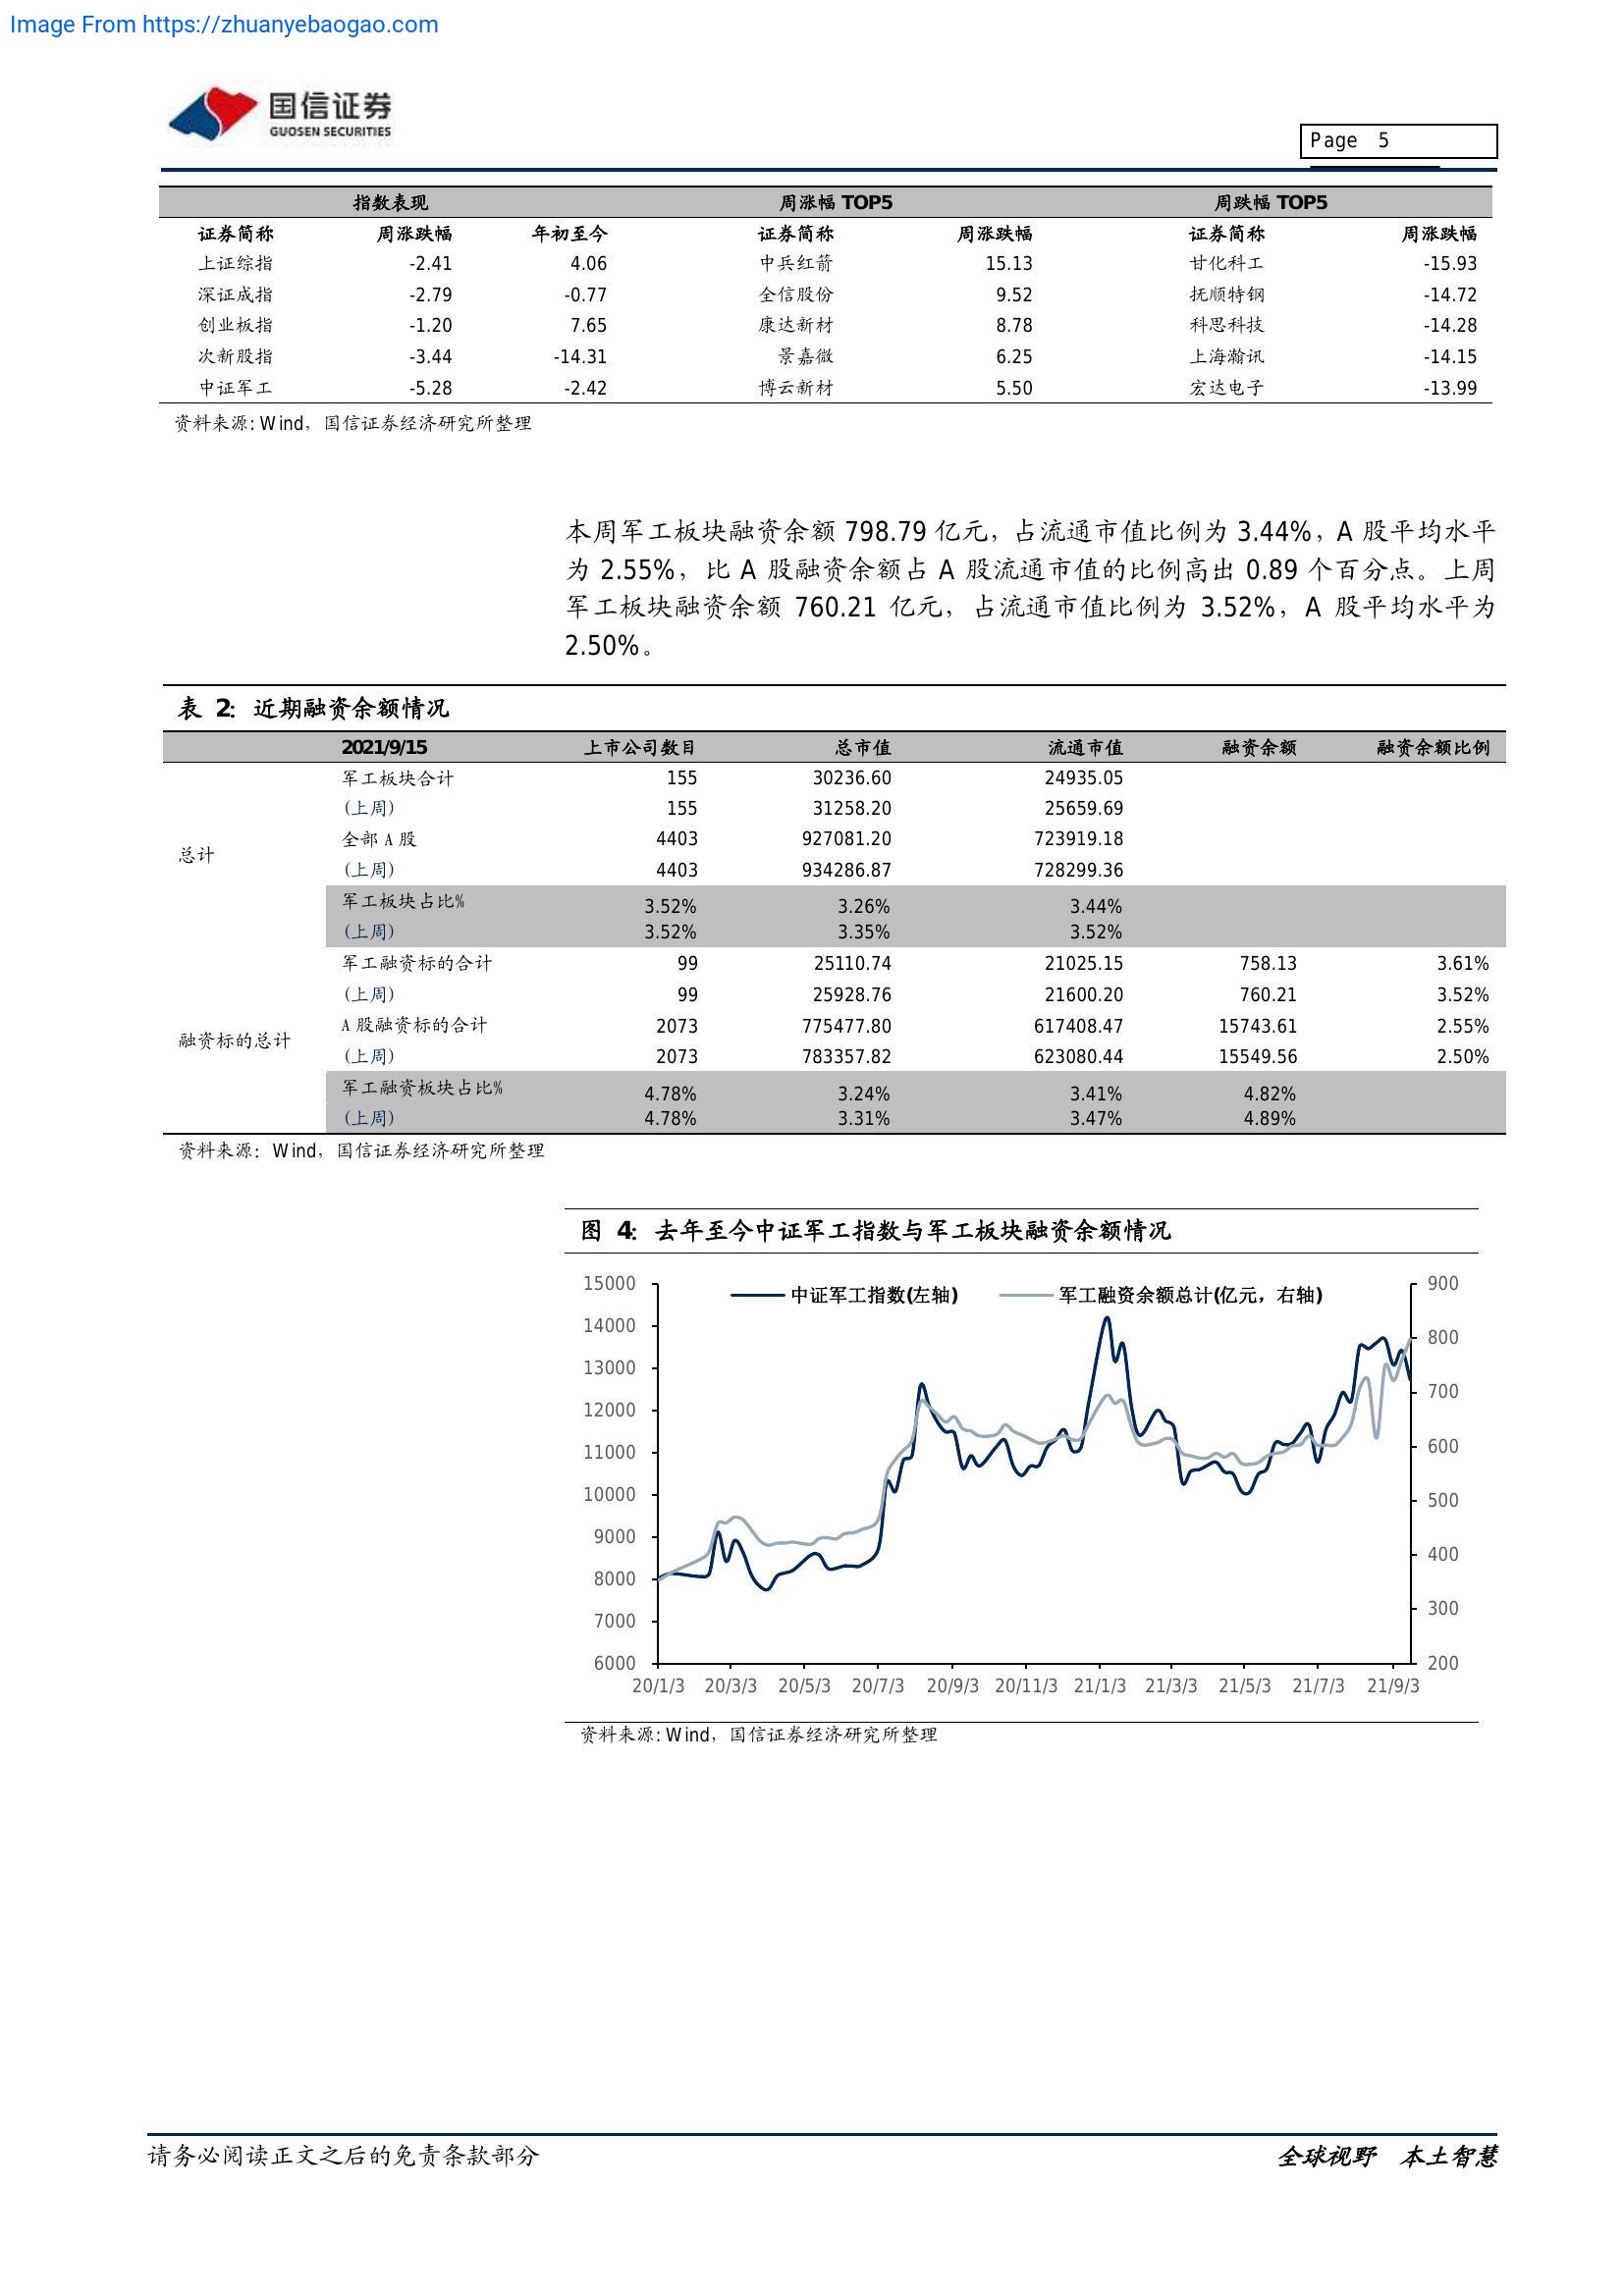 Image From https://zhuanyebaogao.com
国信证券
GUOSEN SECURITIES
Page 5
指数表现 周涨幅 TOP5 周跌幅 TOP5
证券简称 周涨跌幅 年初至今 证券简称 周涨跌幅 证券简称 周涨跌幅
上证综指 -2.41 4.06 中兵红箭 15.13 甘化科工 -15.93
深证成指 -2.79 -0.77 全信股份 9.52 抚顺特钢 -14.72
创业板指 -1.20 7.65 康达新材 8.78 科思科技 -14.28
次新股指 -3.44 -14.31 景嘉微 6.25 上海瀚讯 -14.15
中证军工 -5.28 -2.42 博云新材 5.50 宏达电子 -13.99
资料来源: Wind，国信证券经济研究所整理
本周军工板块融资余额 798.79 亿元，占流通市值比例为 3.44%，A 股平均水平
为 2.55%，比 A 股融资余额占 A 股流通市值的比例高出 0.89 个百分点。上周
军工板块融资余额 760.21 亿元，占流通市值比例为 3.52%，A 股平均水平为
2.50%。
表 2：近期融资余额情况
2021/9/15 上市公司数目 总市值 流通市值 融资余额 融资余额比例
总计
军工板块合计 155 30236.60 24935.05
(上周) 155 31258.20 25659.69
全部 A 股 4403 927081.20 723919.18
(上周) 4403 934286.87 728299.36
军工板块占比% 3.52% 3.26% 3.44%
(上周) 3.52% 3.35% 3.52%
融资标的总计
军工融资标的合计 99 25110.74 21025.15 758.13 3.61%
(上周) 99 25928.76 21600.20 760.21 3.52%
A 股融资标的合计 2073 775477.80 617408.47 15743.61 2.55%
(上周) 2073 783357.82 623080.44 15549.56 2.50%
军工融资板块占比% 4.78% 3.24% 3.41% 4.82%
(上周) 4.78% 3.31% 3.47% 4.89%
资料来源：Wind，国信证券经济研究所整理
图 4：去年至今中证军工指数与军工板块融资余额情况
中证军工指数(左轴) 军工融资余额总计(亿元，右轴)
15000
14000
13000
12000
11000
10000
9000
8000
7000
6000
900
800
700
600
500
400
300
200
20/1/3 20/3/3 20/5/3 20/7/3 20/9/3 20/11/3 21/1/3 21/3/3 21/5/3 21/7/3 21/9/3
资料来源: Wind，国信证券经济研究所整理
请务必阅读正文之后的免责条款部分 全球视野 本土智慧